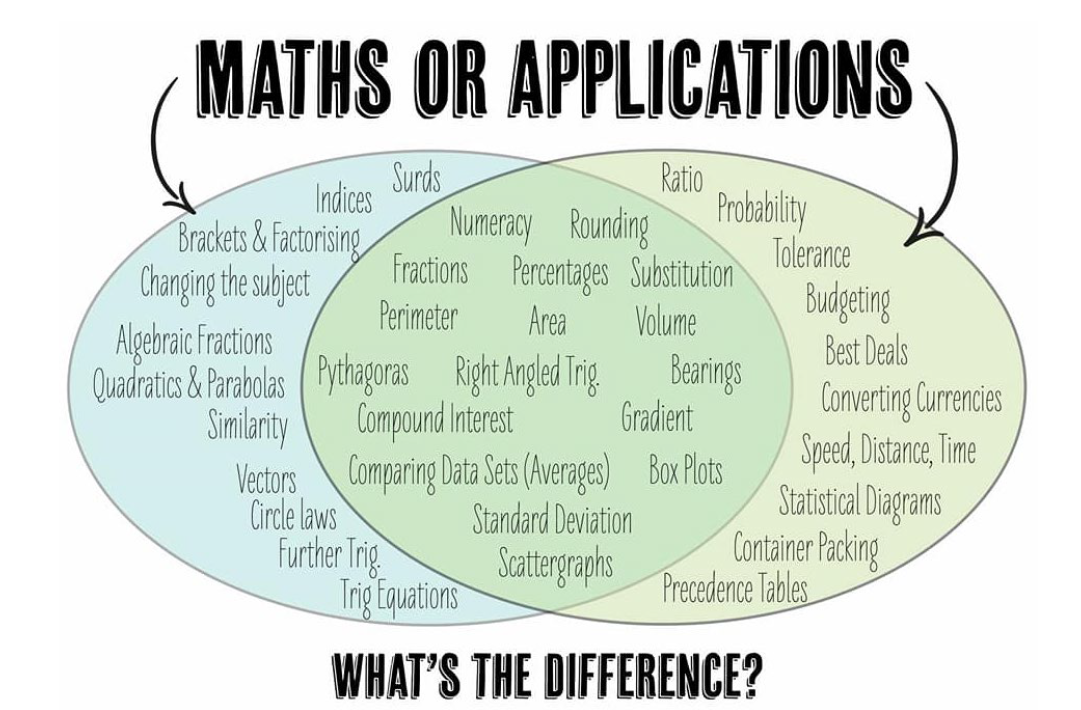 MATHS OR APPLICATIONS
Surds
Indices
Brackets & Factorising
Changing the subject
Algebraic Fractions
Quadratics & Parabolas
Similarity
Vectors
Circle laws
Further Trig.
Trig Equations
Numeracy Rounding
Fractions Percentages Substitution
Perimeter Area Volume
Pythagoras Right Angled Trig. Bearings
Compound Interest Gradient
Comparing Data Sets (Averages) Box Plots
Standard Deviation
Scattergraphs
Ratio
Probability
Tolerance
Budgeting
Best Deals
Converting Currencies
Speed, Distance, Time
Statistical Diagrams
Container Packing
Precedence Tables
WHAT'S THE DIFFERENCE?